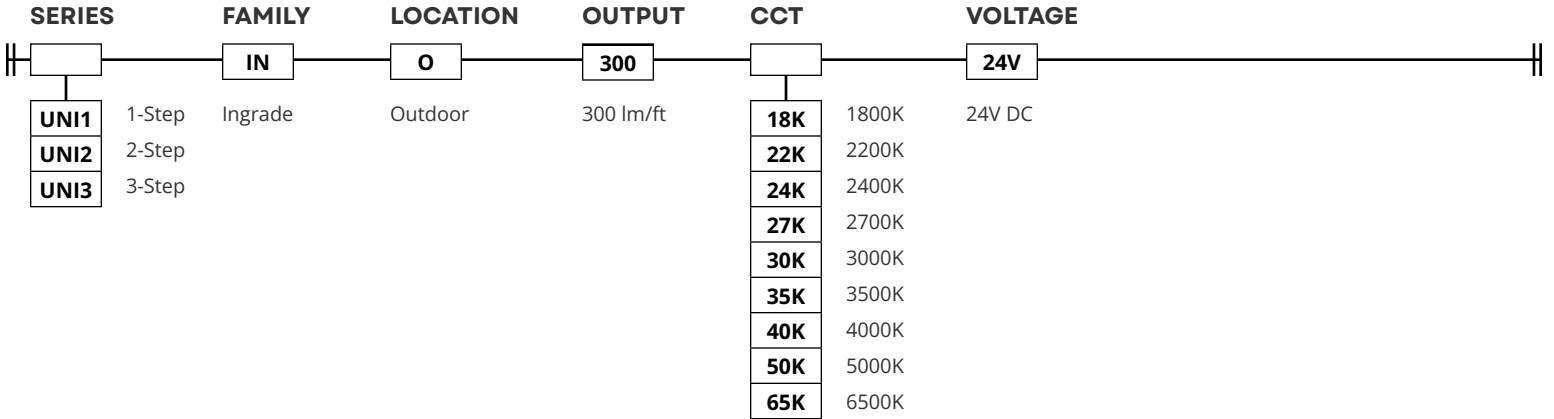 SERIES FAMILY LOCATION OUTPUT CCT VOLTAGE
IN O 300 24V
UNI1 1-Step Ingrade Outdoor 300 lm/ft 18K 1800K 24V DC
UNI2 2-Step 22K 2200K
UNI3 3-Step 24K 2400K
27K 2700K
30K 3000K
35K 3500K
40K 4000K
50K 5000K
65K 6500K